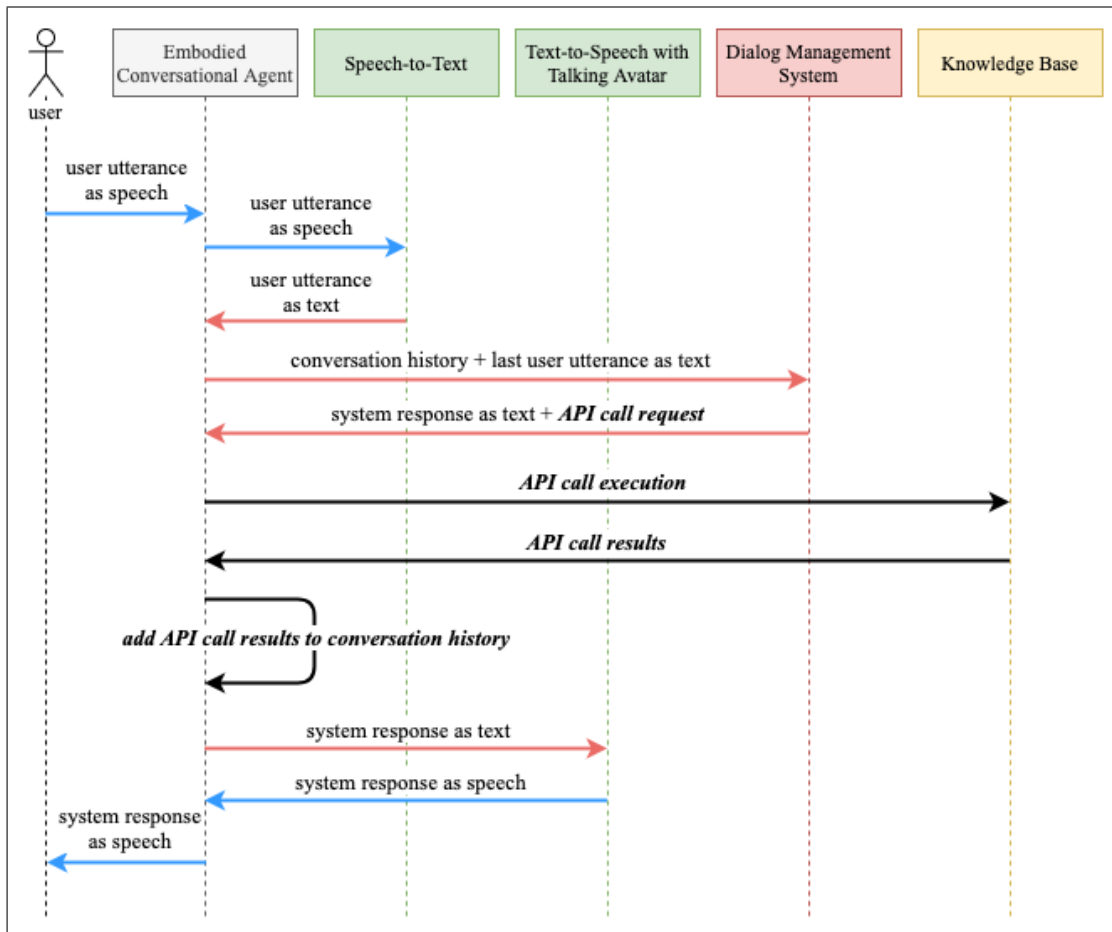 Embodied
Conversational Agent
Speech-to-Text
Text-to-Speech with
Talking Avatar
Dialog Management
System
Knowledge Base
user
user utterance
as speech
user utterance
as speech
user utterance
as text
conversation history + last user utterance as text
system response as text + API call request
API call execution
API call results
add API call results to conversation history
system response as text
system response as speech
system response
as speech